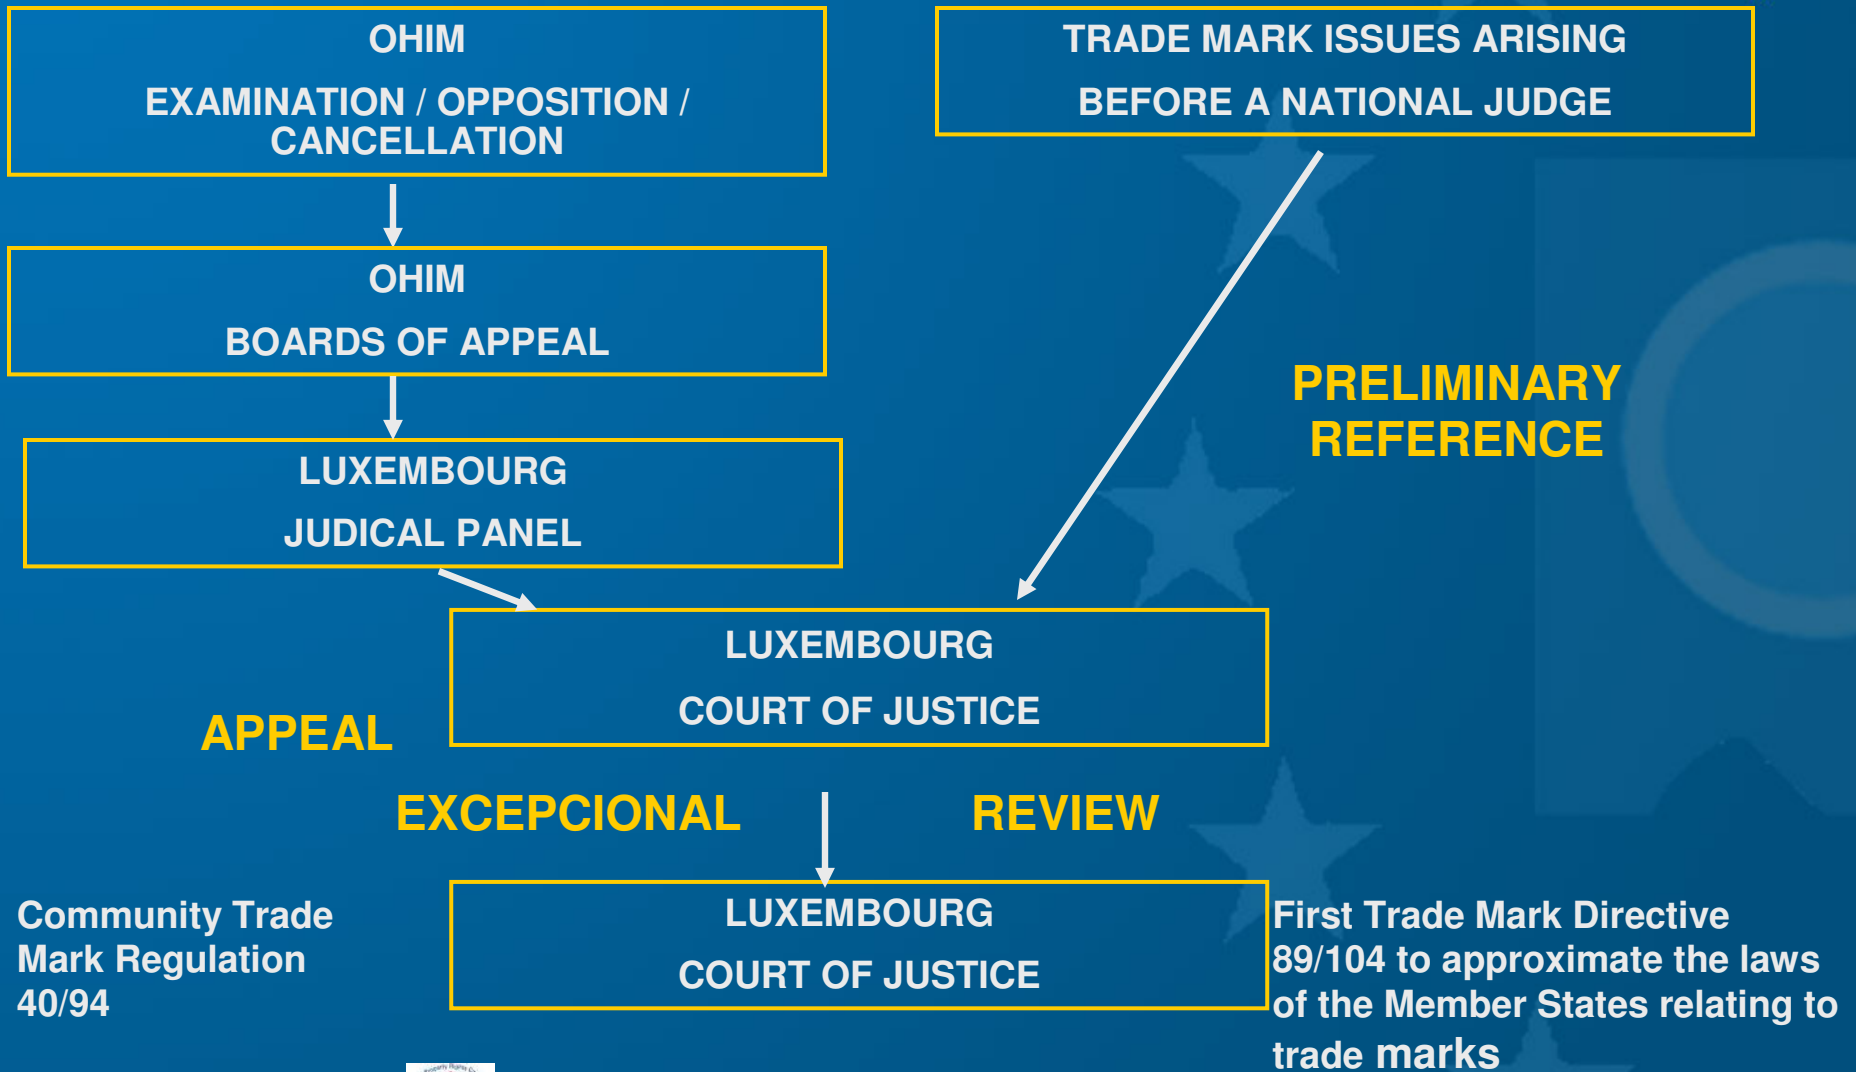 OHIM
EXAMINATION / OPPOSITION /
CANCELLATION
TRADE MARK ISSUES ARISING
BEFORE A NATIONAL JUDGE
OHIM
BOARDS OF APPEAL
PRELIMINARY
REFERENCE
LUXEMBOURG
JUDICAL PANEL
LUXEMBOURG
COURT OF JUSTICE
APPEAL
EXCEPCIONAL
REVIEW
LUXEMBOURG
COURT OF JUSTICE
Community Trade
Mark Regulation
40/94
First Trade Mark Directive
89/104 to approximate the laws
of the Member States relating to
trade marks